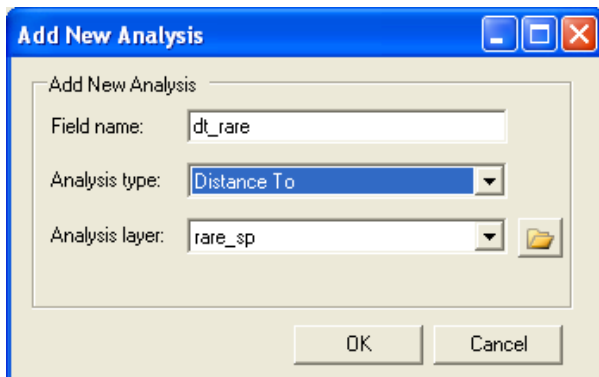 Add New Analysis
Add New Analysis
Field name: dt_rare
Analysis type: Distance To
Analysis layer: rare_sp
OK Cancel